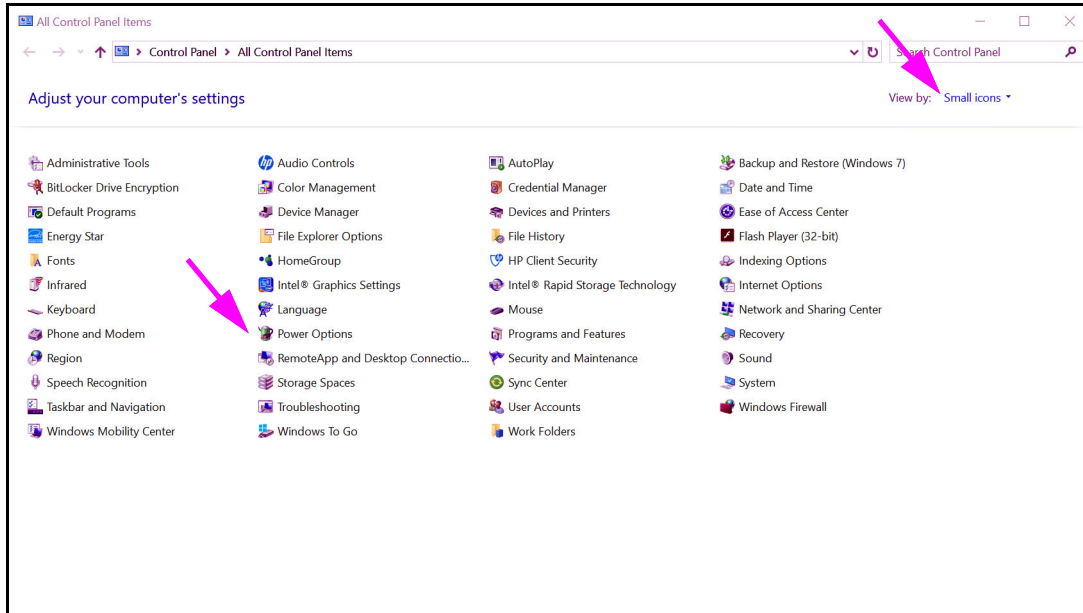 All Control Panel Items
Control Panel > All Control Panel Items
Search Control Panel
Adjust your computer's settings
View by: Small icons
Administrative Tools
Audio Controls
AutoPlay
Backup and Restore (Windows 7)
BitLocker Drive Encryption
Color Management
Credential Manager
Date and Time
Default Programs
Device Manager
Devices and Printers
Ease of Access Center
Energy Star
File Explorer Options
File History
Flash Player (32-bit)
Fonts
HomeGroup
HP Client Security
Indexing Options
Infrared
Intel® Graphics Settings
Intel® Rapid Storage Technology
Internet Options
Keyboard
Language
Mouse
Network and Sharing Center
Phone and Modem
Power Options
Programs and Features
Recovery
Region
RemoteApp and Desktop Connectio...
Security and Maintenance
Sound
Speech Recognition
Storage Spaces
Sync Center
System
Taskbar and Navigation
Troubleshooting
User Accounts
Windows Firewall
Windows Mobility Center
Windows To Go
Work Folders